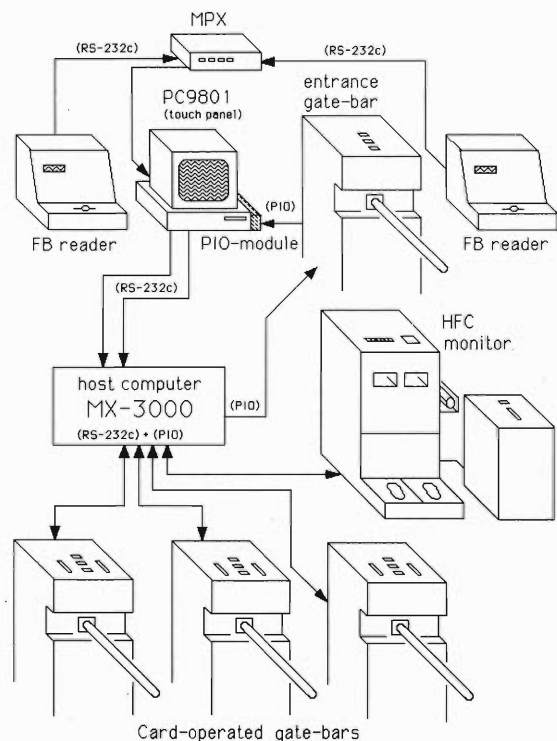 MPX
(RS-232c)
(RS-232c)
PC9801
(touch panel)
entrance
gate-bar
(PIO)
FB reader
PIO-module
FB reader
(RS-232c)
HFC
monitor
host computer
MX-3000
(RS-232c) + (PIO)
(PIO)
Card-operated gate-bars